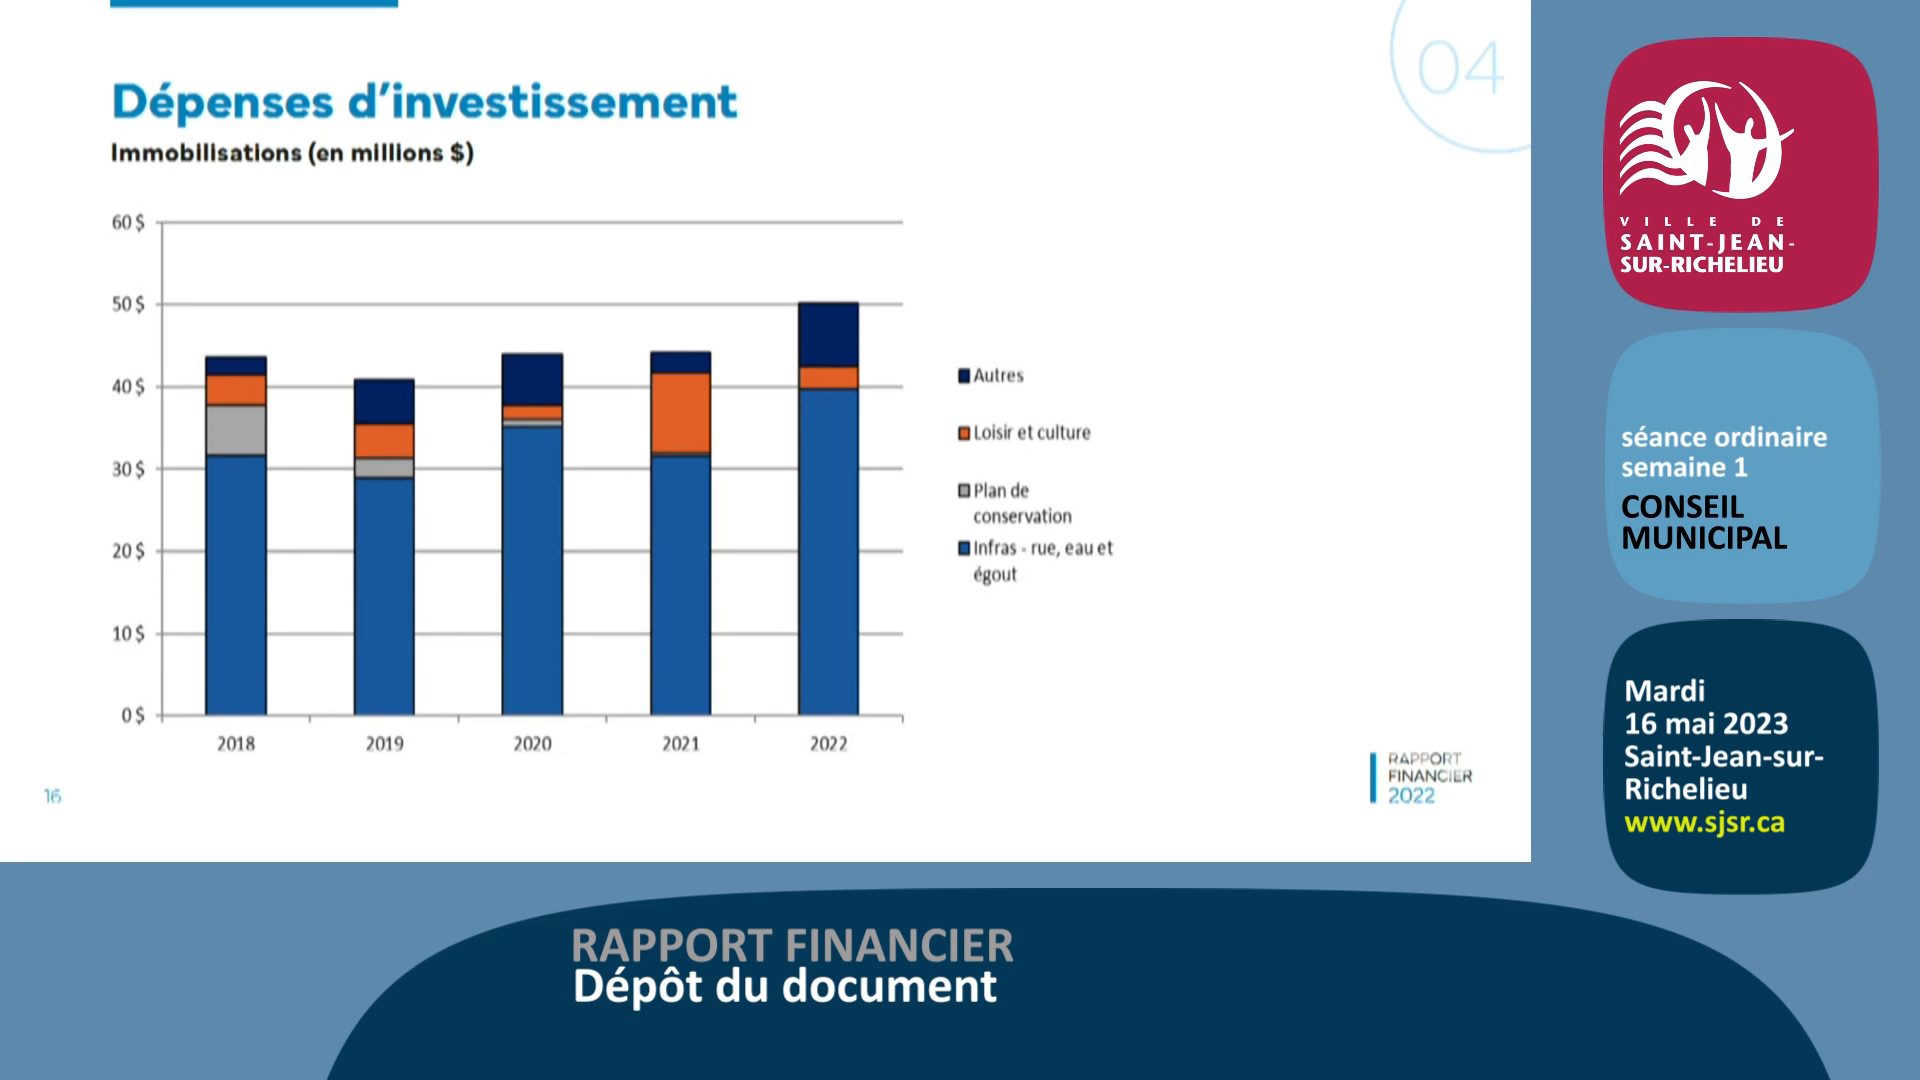 04
Dépenses d'investissement
Immobilisations (en millions $)
60 $
50 $
40 $
30 $
20 $
10 $
0 $
2018 2019 2020 2021 2022
Autres
Loisir et culture
Plan de
conservation
Infras - rue, eau et
égout
16
RAPPORT
FINANCIER
2022
VILLE DE
SAINT-JEAN-
SUR-RICHELIEU
séance ordinaire
semaine 1
CONSEIL
MUNICIPAL
Mardi
16 mai 2023
Saint-Jean-sur-
Richelieu
www.sjsr.ca
RAPPORT FINANCIER
Dépôt du document